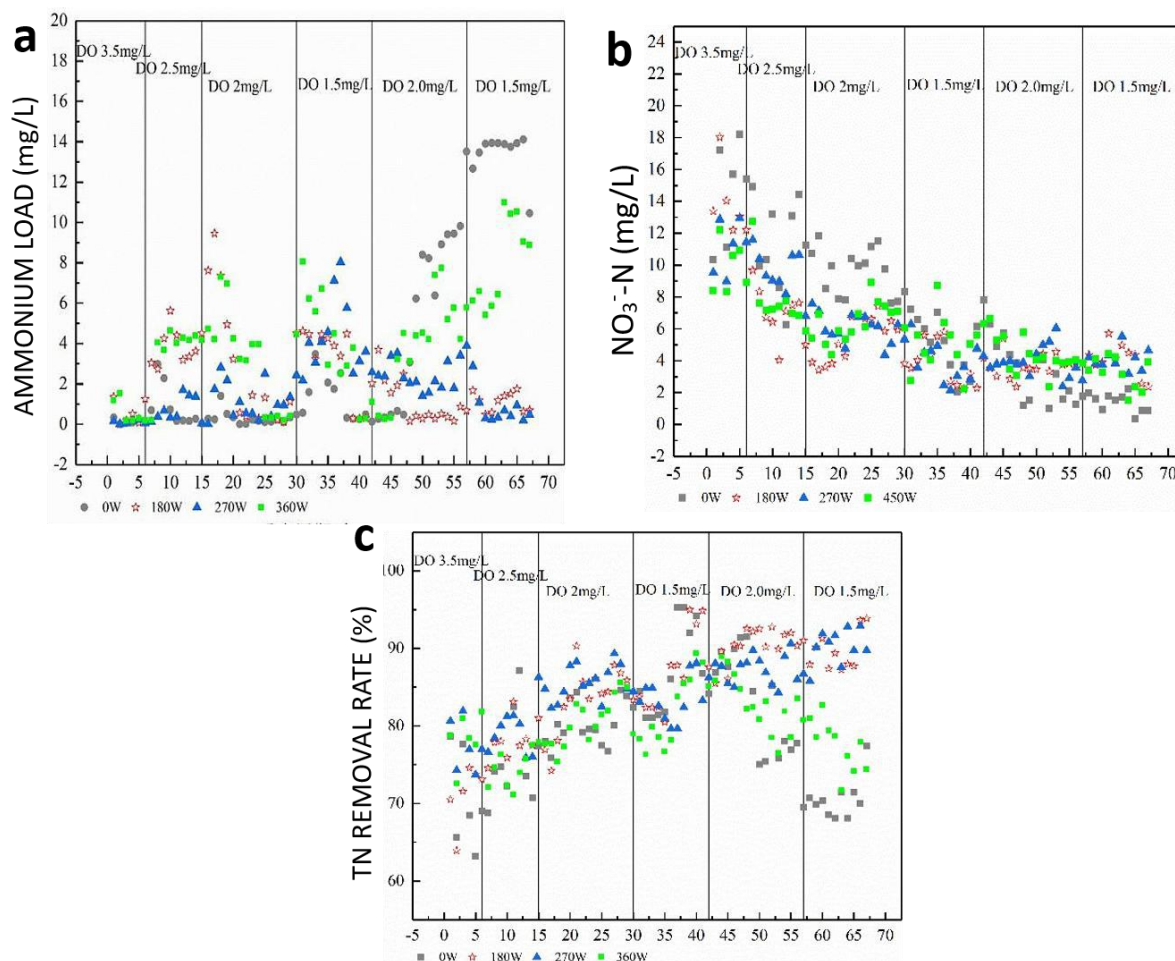 a
AMMONIUM LOAD (mg/L)
20
18
16
14
12
10
8
6
4
2
0
-2
DO 3.5mg/L
DO 2.5mg/L
DO 2mg/L
DO 1.5mg/L
DO 2.0mg/L
DO 1.5mg/L
-5 0 5 10 15 20 25 30 35 40 45 50 55 60 65 70
0W 180W 270W 360W
b
NO₃⁻-N (mg/L)
24
22
20
18
16
14
12
10
8
6
4
2
0
-2
DO 3.5mg/L
DO 2.5mg/L
DO 2mg/L
DO 1.5mg/L
DO 2.0mg/L
DO 1.5mg/L
-5 0 5 10 15 20 25 30 35 40 45 50 55 60 65 70
0W 180W 270W 450W
c
TN REMOVAL RATE (%)
100
90
80
70
60
DO 3.5mg/L
DO 2.5mg/L
DO 2mg/L
DO 1.5mg/L
DO 2.0mg/L
DO 1.5mg/L
-5 0 5 10 15 20 25 30 35 40 45 50 55 60 65 70
0W 180W 270W 360W